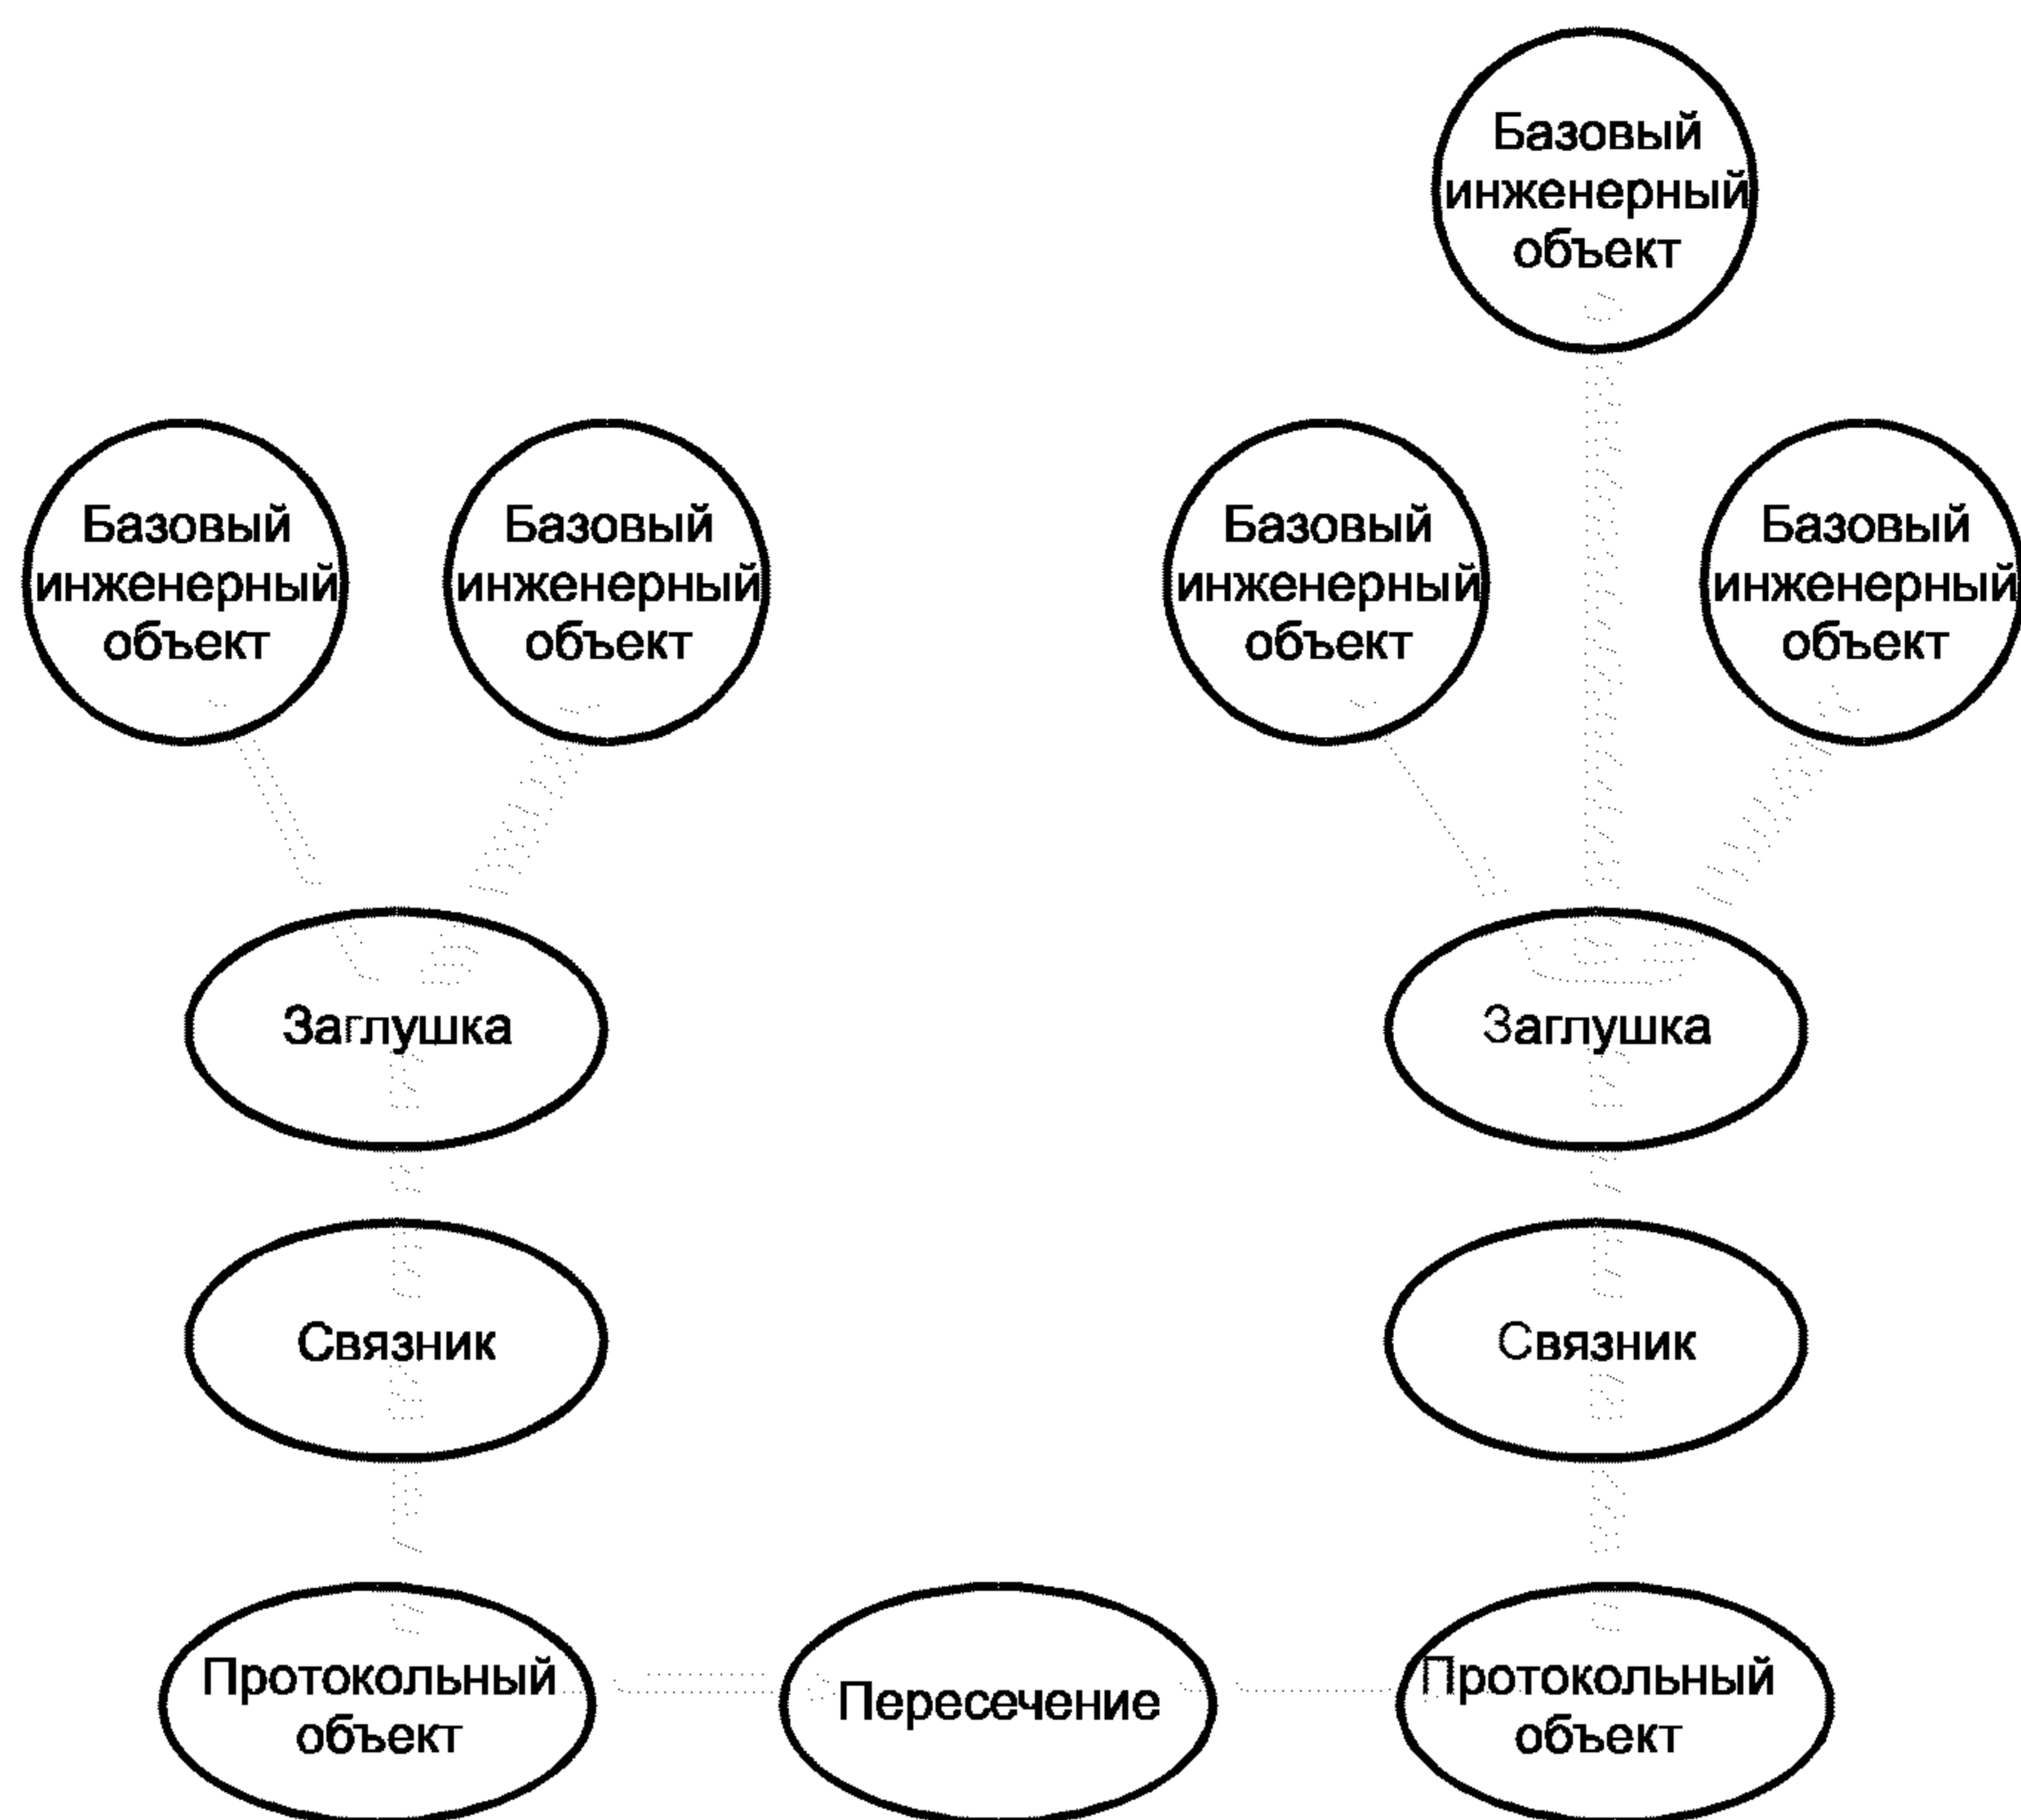 Базовый
инженерный
объект
Базовый
инженерный
объект
Базовый
инженерный
объект
Базовый
инженерный
объект
Базовый
инженерный
объект
Заглушка
Заглушка
Связник
Связник
Протокольный
объект
Пересечение
Протокольный
объект